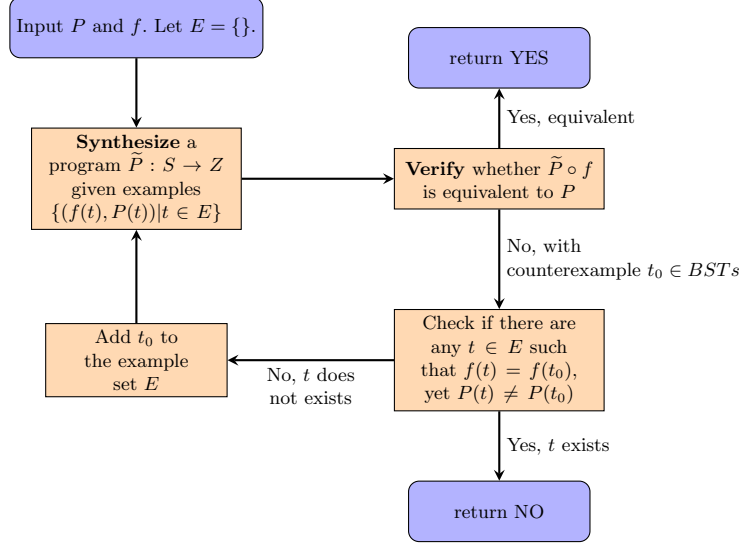 Input P and f. Let E = {}.
Synthesize a
program P̃ : S → Z
given examples
{(f(t), P(t))|t ∈ E}
return YES
Yes, equivalent
Verify whether P̃ ∘ f
is equivalent to P
No, with
counterexample t₀ ∈ BSTs
Check if there are
any t ∈ E such
that f(t) = f(t₀),
yet P(t) ≠ P(t₀)
No, t does
not exists
Add t₀ to
the example
set E
Yes, t exists
return NO